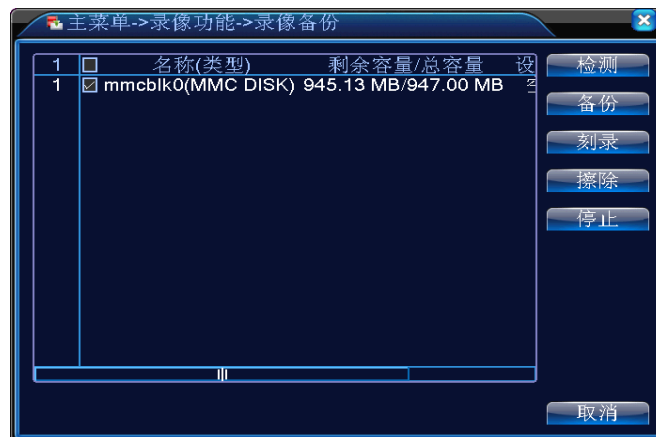 主菜单->录像功能->录像备份
1 名称(类型) 剩余容量/总容量 设
1 mmcblk0(MMC DISK) 945.13 MB/947.00 MB
检测
备份
刻录
擦除
停止
取消